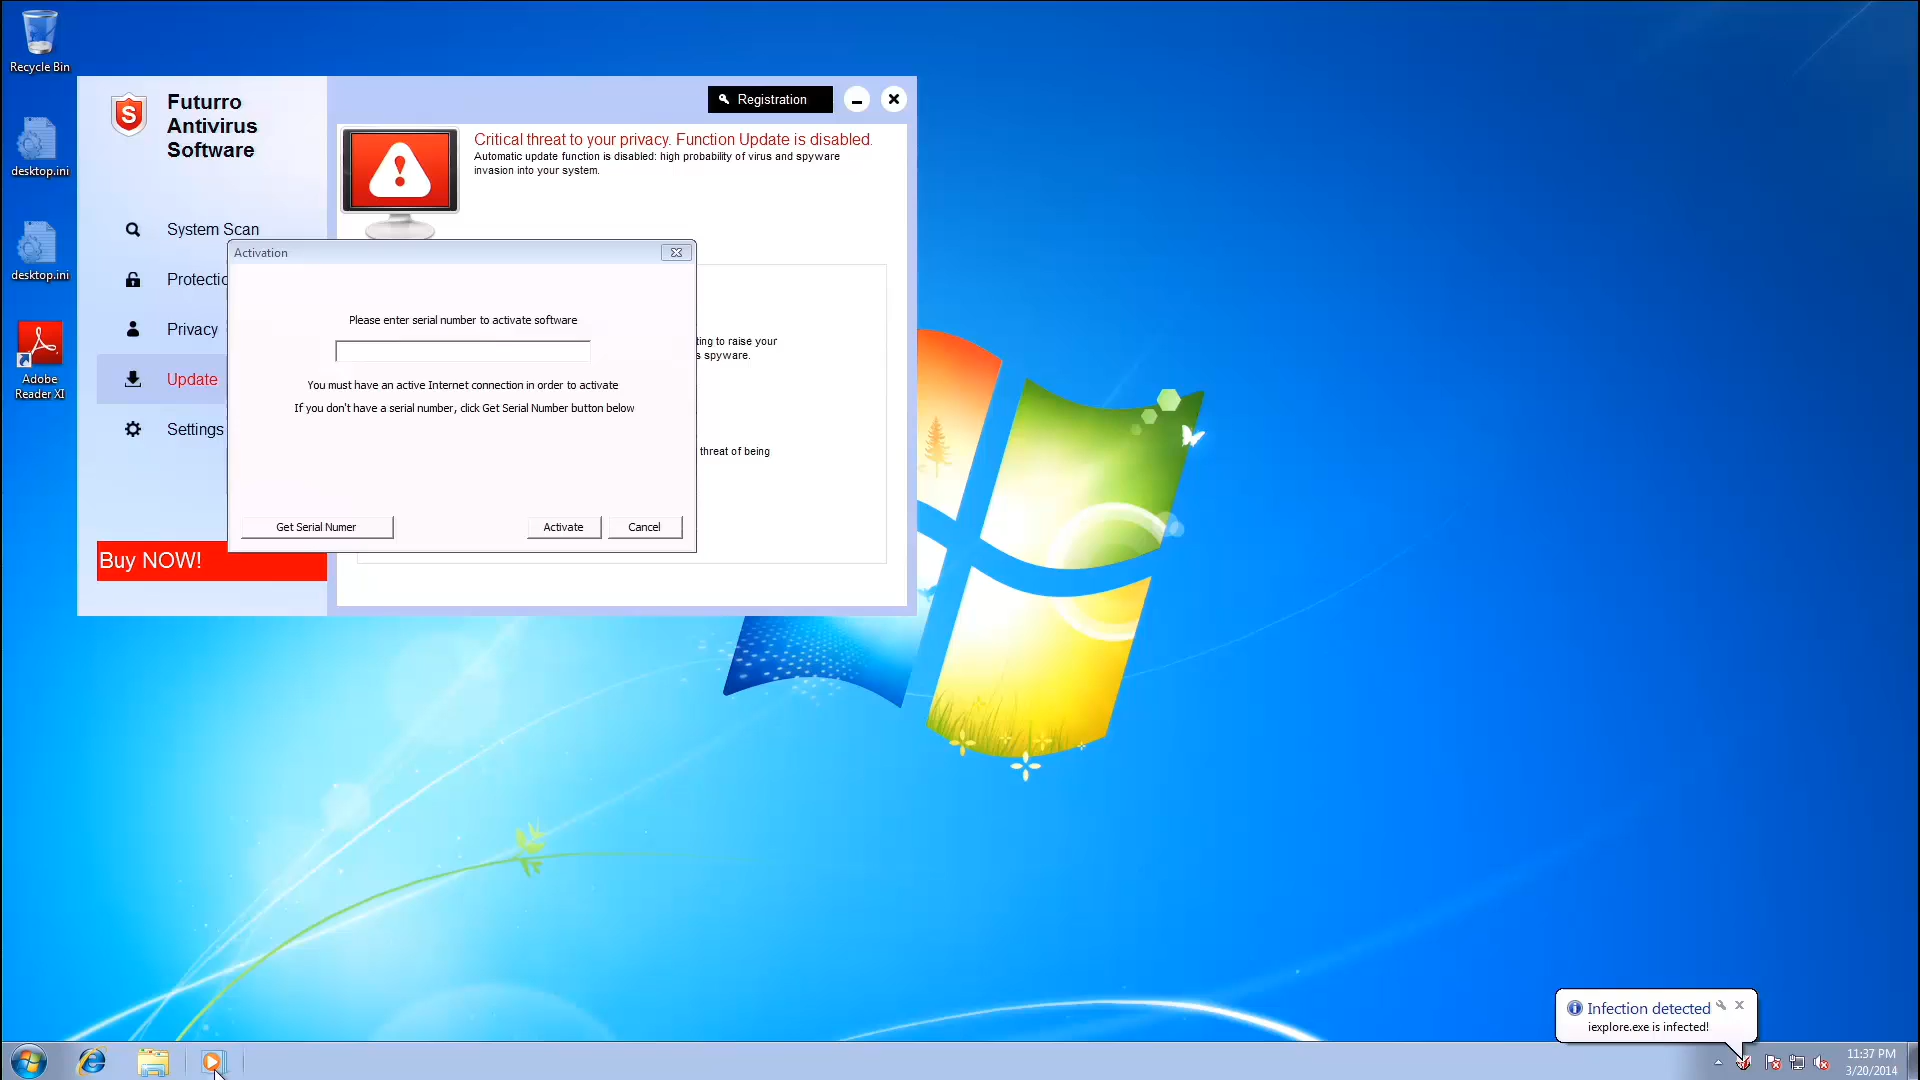 Recycle Bin
desktop.ini
desktop.ini
Adobe
Reader XI
Futurro
Antivirus
Software
System Scan
Protectio
Privacy
Update
Settings
Buy NOW!
Registration
Critical threat to your privacy. Function Update is disabled.
Automatic update function is disabled: high probability of virus and spyware
invasion into your system.
ting to raise your
s spyware.
threat of being
Activation
Please enter serial number to activate software
You must have an active Internet connection in order to activate
If you don't have a serial number, click Get Serial Number button below
Get Serial Numer
Activate
Cancel
Infection detected
iexplore.exe is infected!
11:37 PM
3/20/2014